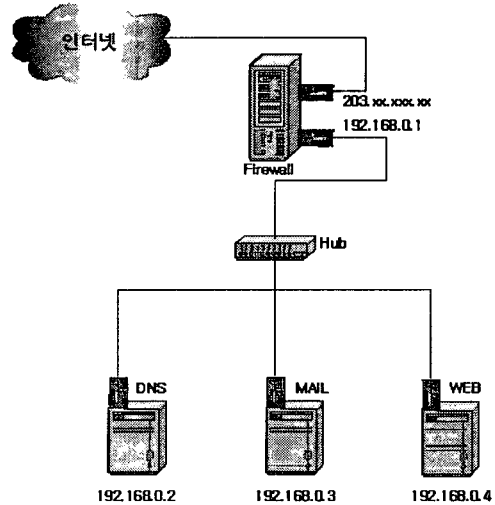 인터넷
203.xx.xxx.xx
192.168.0.1
Firewall
Hub
DNS
MAIL
WEB
192.168.0.2
192.168.0.3
192.168.0.4